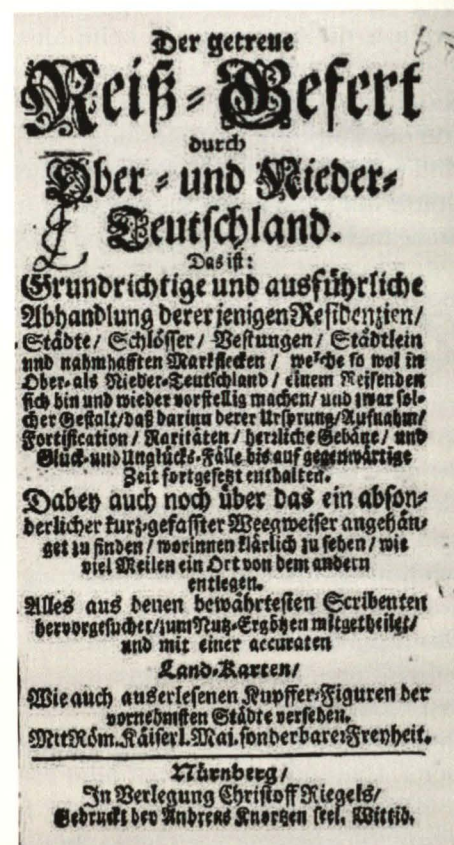 Der getreue
Reiß-Gefert
durch
Ober- und Nieder-
Teutschland.
Das ist:
Grundrichtige und ausführliche
Abhandlung derer jenigen Residenzien/
Städte/ Schlösser/ Vestungen/ Städtlein
und nahmhafften Marktflecken/ welche so wol in
Ober- als Nieder-Teutschland/ einem Reisenden
sich hin und wieder vorstellig machen/ und zwar sol-
cher Gestalt/ daß darinn derer Ursprung/ Aufnahm/
Fortification/ Raritäten/ herrliche Gebäue/ und
Glück- und Unglücks-Fälle bis auf gegenwärtige
Zeit fortgesetzt enthalten.
Dabey auch noch über das ein abson-
derlicher kurz-gefasster Weegweiser angehän-
get zu finden/ worinnen klärlich zu sehen/ wie
viel Meilen ein Ort von dem andern
entlegen.
Alles aus denen bewährtesten Scribenten
hervorgesuchet/ zum Nutz-Ergötzen mitgetheilet/
und mit einer accuraten
Land-Karten/
Wie auch auserlesenen Kupffer-Figuren der
vornehmsten Städte versehen.
Mit Röm. Käiserl. Maj. sonderbarer Freyheit.
Nürnberg/
In Verlegung Christoff Riegels/
Gedruckt bey Andreas Knortzen seel. Wittib.